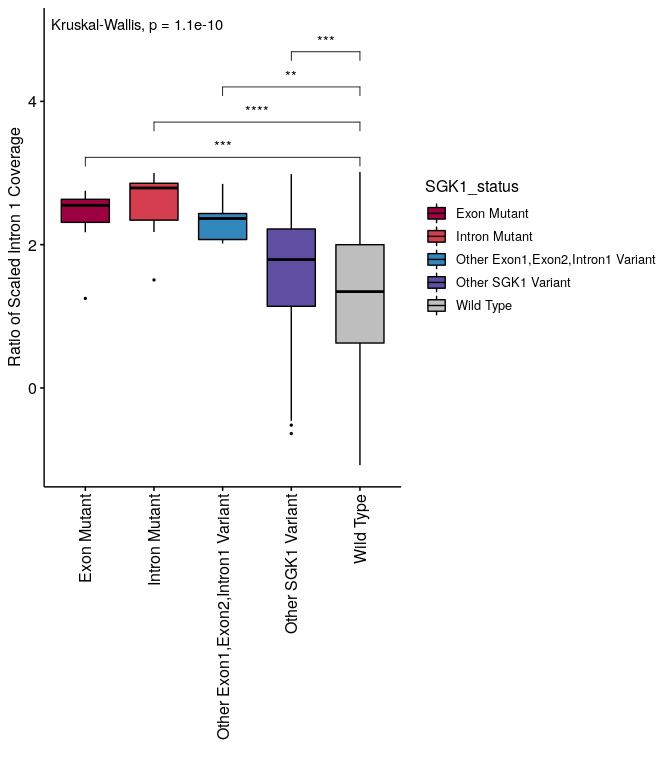 Kruskal-Wallis, p = 1.1e-10
***
**
****
***
Ratio of Scaled Intron 1 Coverage
4
2
0
Exon Mutant
Intron Mutant
Other Exon1,Exon2,Intron1 Variant
Other SGK1 Variant
Wild Type
SGK1_status
Exon Mutant
Intron Mutant
Other Exon1,Exon2,Intron1 Variant
Other SGK1 Variant
Wild Type